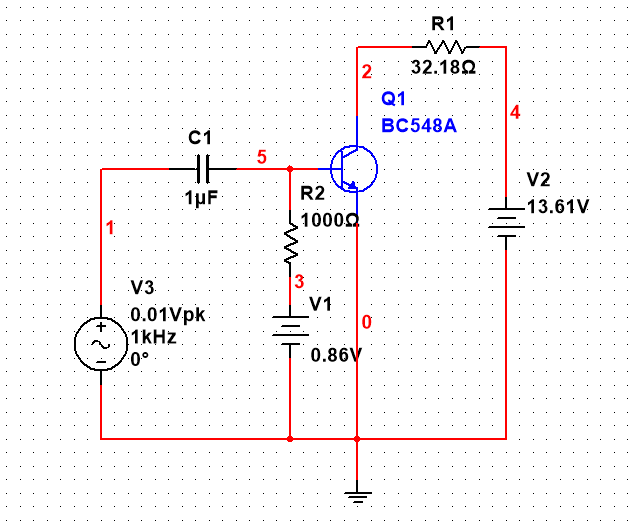 R1
32.18Ω
2
Q1
BC548A
4
C1
5
1µF
R2
1000Ω
V2
13.61V
1
3
V3
0.01Vpk
1kHz
0°
V1
0
0.86V